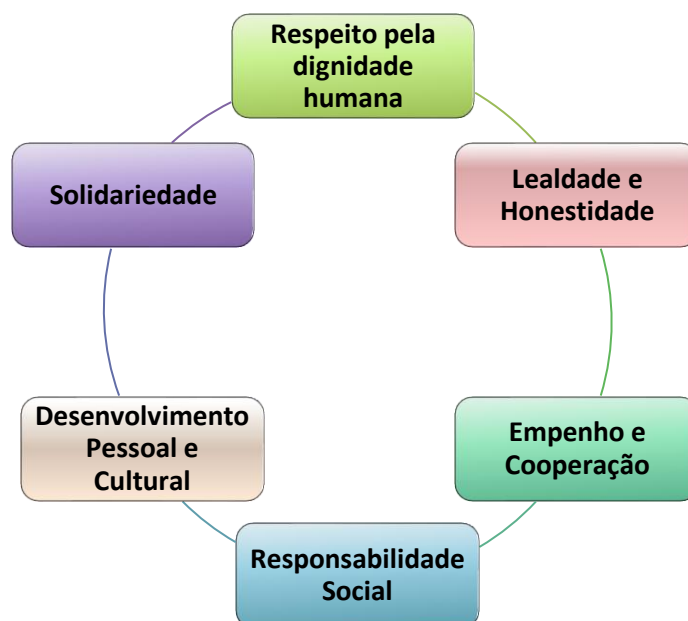 Respeito pela
dignidade
humana
Lealdade e
Honestidade
Empenho e
Cooperação
Responsabilidade
Social
Desenvolvimento
Pessoal e
Cultural
Solidariedade